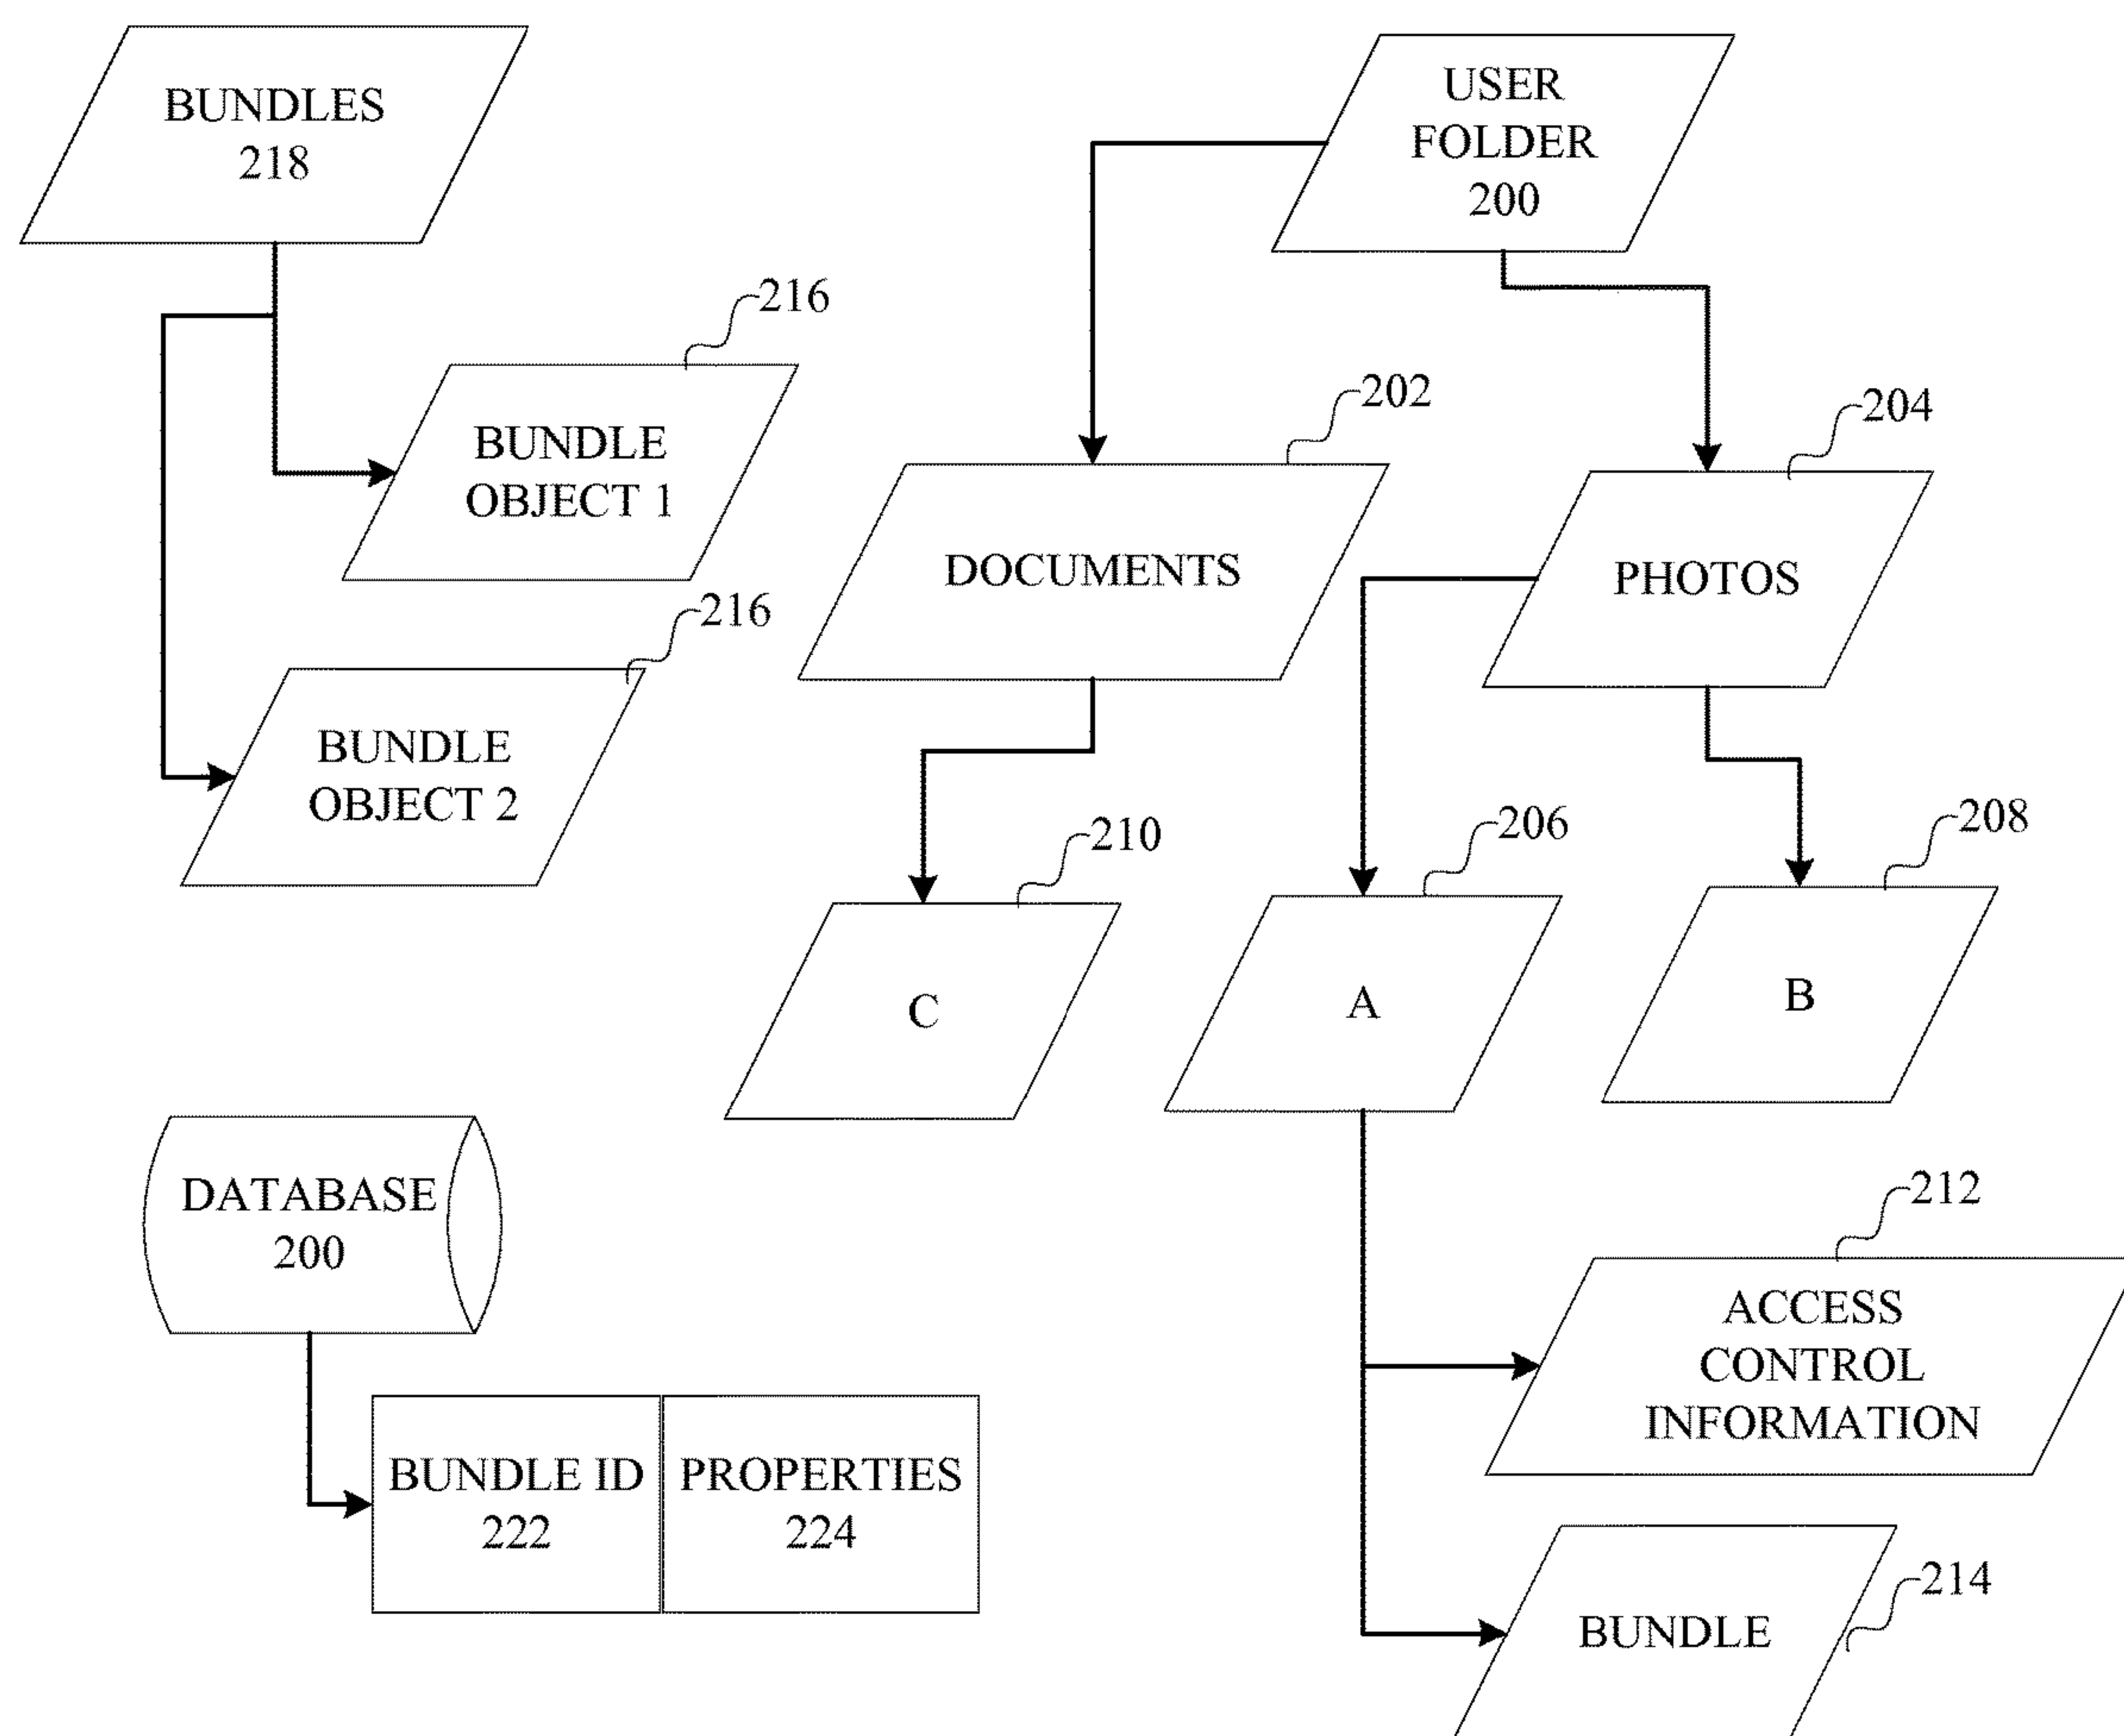 BUNDLES
218
USER
FOLDER
200
216
BUNDLE
OBJECT 1
202
204
DOCUMENTS
PHOTOS
216
BUNDLE
OBJECT 2
210
206
208
C
A
B
DATABASE
200
212
ACCESS
CONTROL
INFORMATION
BUNDLE ID
222
PROPERTIES
224
214
BUNDLE